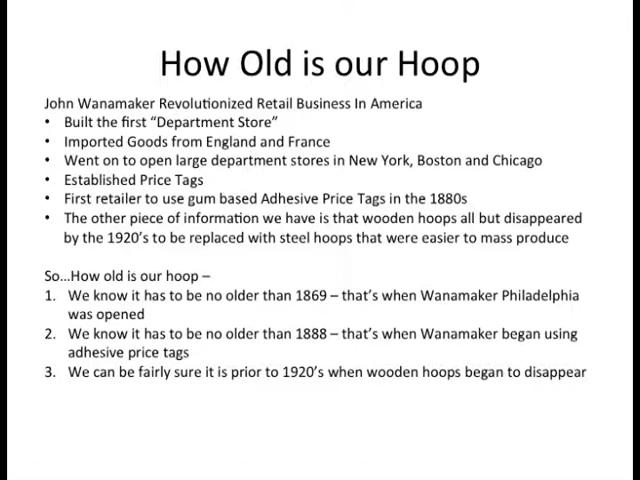 How Old is our Hoop
John Wanamaker Revolutionized Retail Business In America
• Built the first “Department Store”
• Imported Goods from England and France
• Went on to open large department stores in New York, Boston and Chicago
• Established Price Tags
• First retailer to use gum based Adhesive Price Tags in the 1880s
• The other piece of information we have is that wooden hoops all but disappeared
by the 1920’s to be replaced with steel hoops that were easier to mass produce
So…How old is our hoop –
1. We know it has to be no older than 1869 – that’s when Wanamaker Philadelphia
was opened
2. We know it has to be no older than 1888 – that’s when Wanamaker began using
adhesive price tags
3. We can be fairly sure it is prior to 1920’s when wooden hoops began to disappear